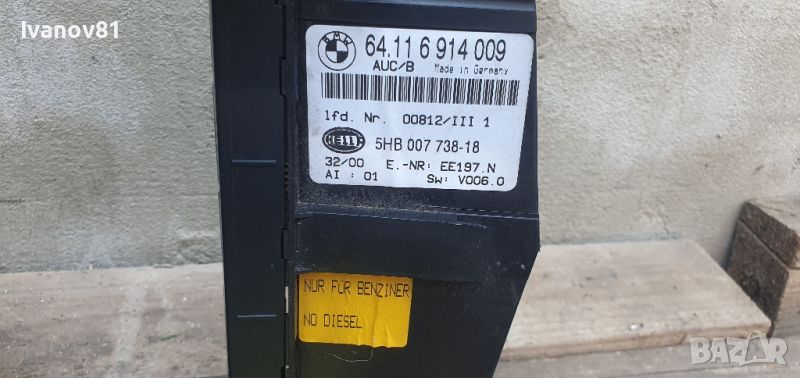 Ivanov81
BMW
64.11 6 914 009
AUC/B Made in Germany
lfd. Nr. 00812/III 1
HELLA 5HB 007 738-18
32/00 E.-NR: EE197.N
AI : 01 SW: V006.0
NUR FÜR BENZINER
NO DIESEL
BAZAR